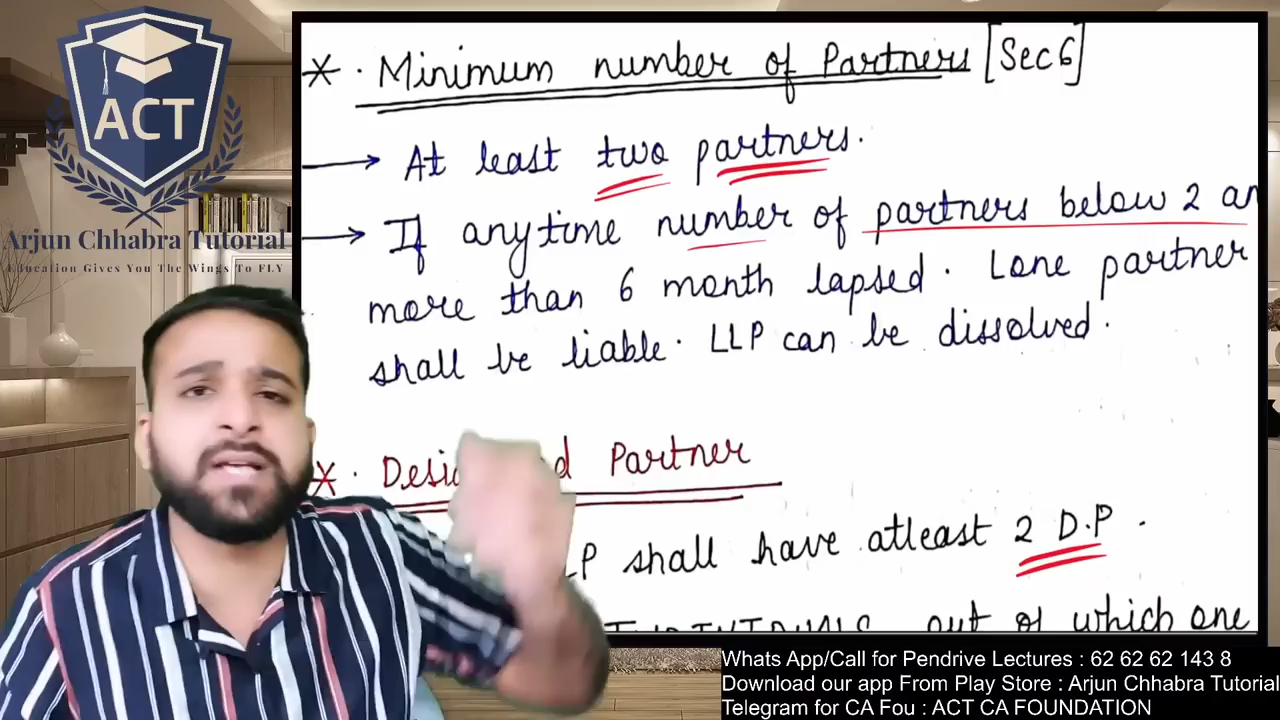 ACT
Arjun Chhabra Tutorial
Education Gives You The Wings To FLY
* . Minimum number of Partners [Sec 6]
→ At least two partners.
→ If anytime number of partners below 2 an
more than 6 month lapsed. Lone partner
shall be liable. LLP can be dissolved.
* . Desi d Partner
LP shall have atleast 2 D.P.
INDIVIDUALS out of which one
Whats App/Call for Pendrive Lectures : 62 62 62 143 8
Download our app From Play Store : Arjun Chhabra Tutorial
Telegram for CA Fou : ACT CA FOUNDATION